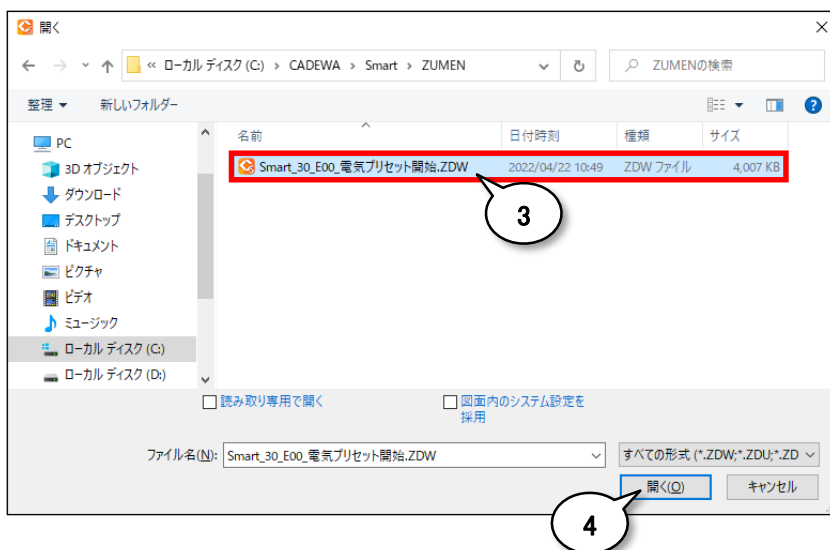 開く
« ローカル ディスク (C:) › CADEWA › Smart › ZUMEN
ZUMENの検索
整理 ▼ 新しいフォルダー
名前 日付時刻 種類 サイズ
PC
Smart_30_E00_電気プリセット開始.ZDW 2022/04/22 10:49 ZDW ファイル 4,007 KB
3D オブジェクト
ダウンロード
デスクトップ
ドキュメント
ピクチャ
ビデオ
ミュージック
ローカル ディスク (C:)
ローカル ディスク (D:)
3
読み取り専用で開く
図面内のシステム設定を
採用
ファイル名(N): Smart_30_E00_電気プリセット開始.ZDW
すべての形式 (*.ZDW;*.ZDU;*.ZD
開く(O) キャンセル
4